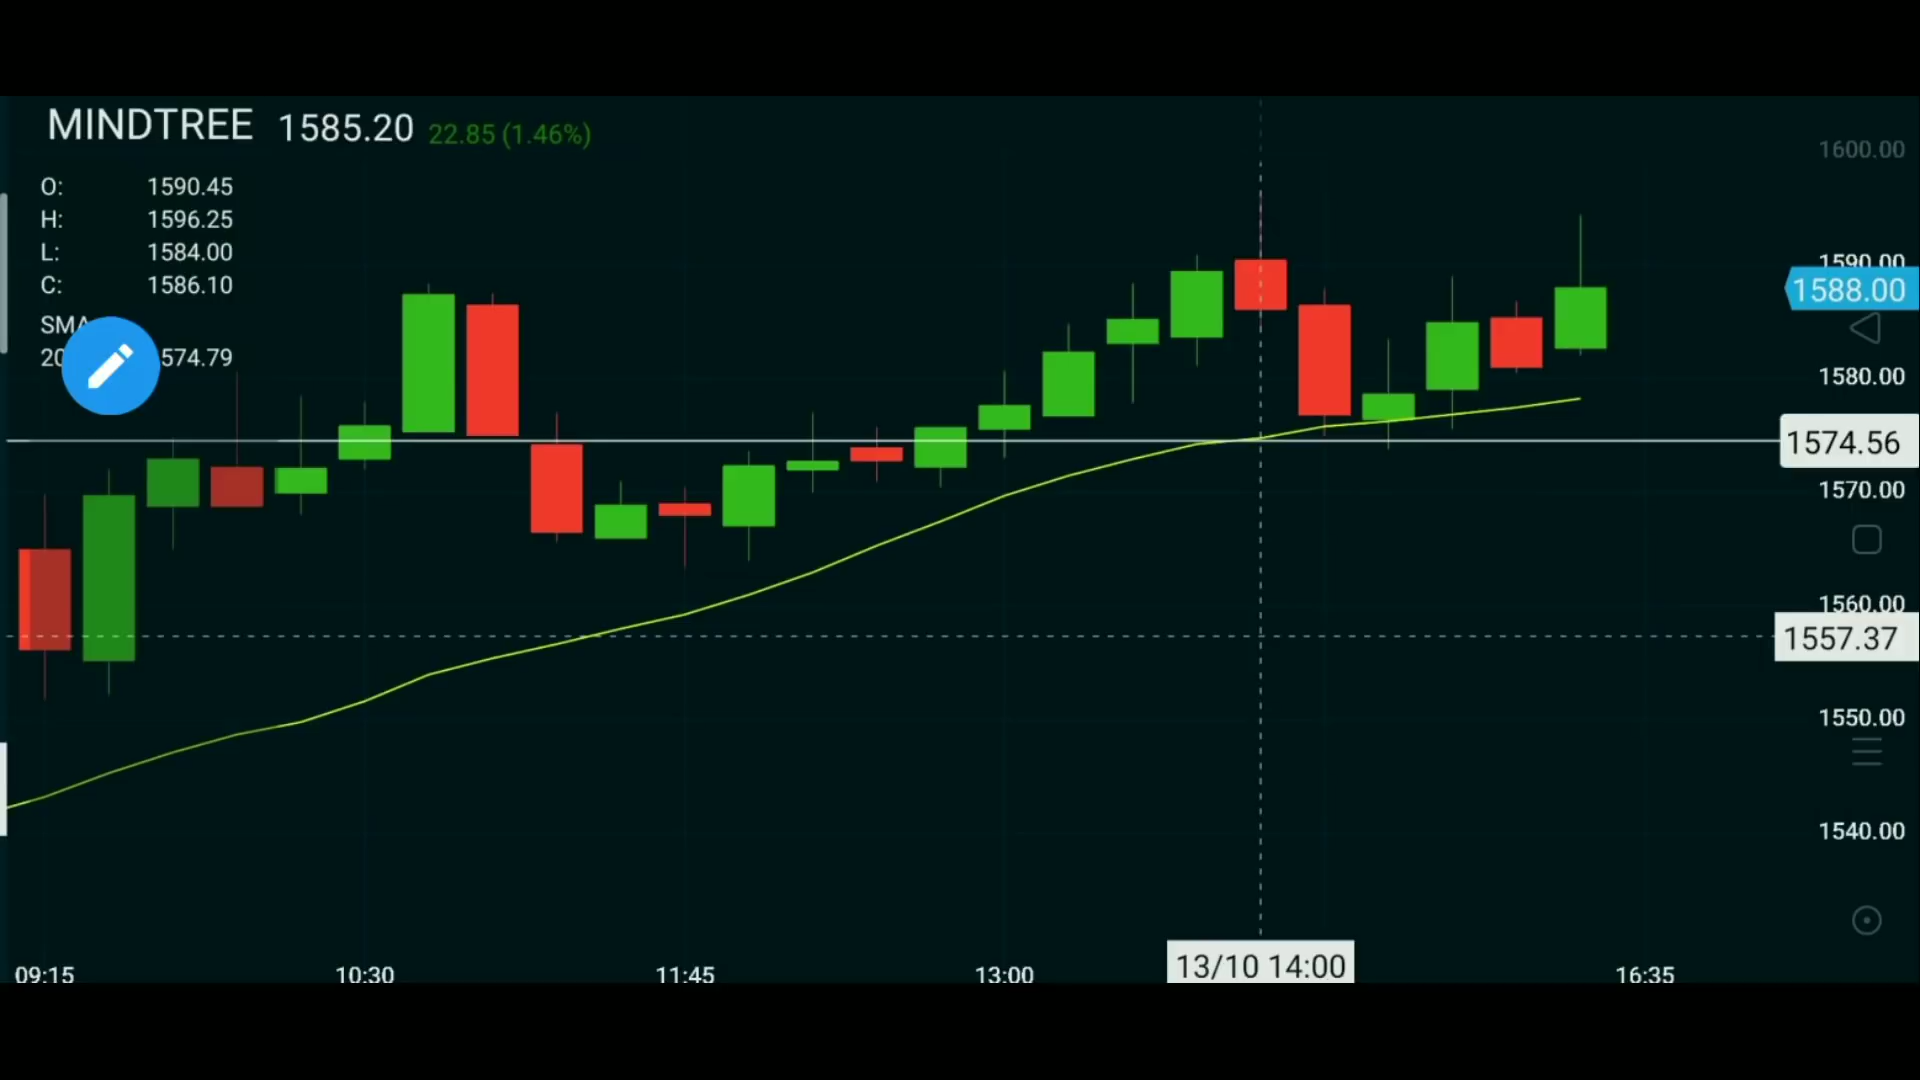 MINDTREE 1585.20 22.85 (1.46%)
O: 1590.45
H: 1596.25
L: 1584.00
C: 1586.10
SMA
20 574.79
1600.00
1590.00
1588.00
1580.00
1574.56
1570.00
1560.00
1557.37
1550.00
1540.00
09:15 10:30 11:45 13:00 13/10 14:00 16:35